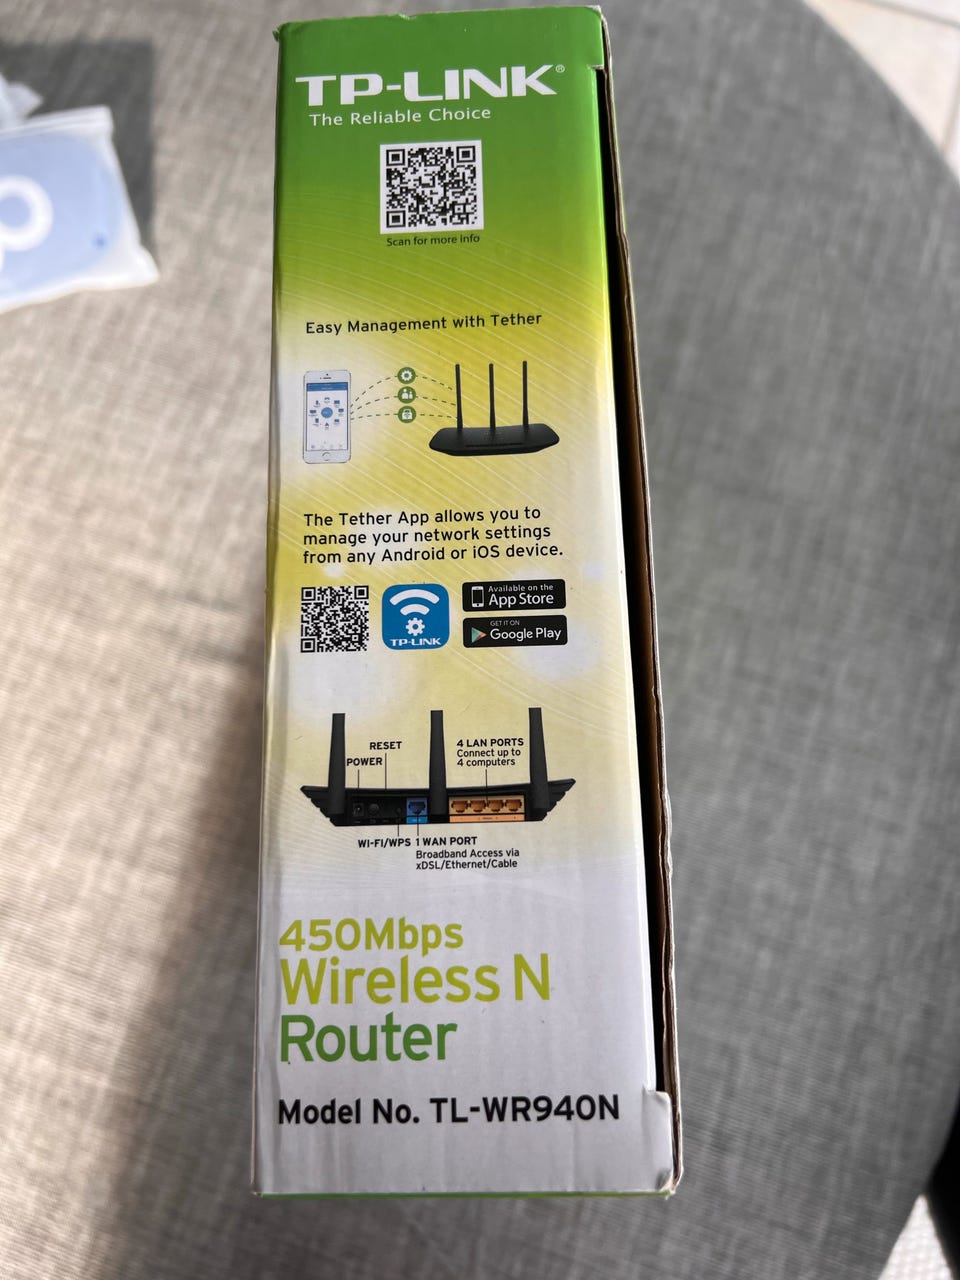 TP-LINK®
The Reliable Choice
Scan for more info
Easy Management with Tether
The Tether App allows you to
manage your network settings
from any Android or iOS device.
TP-LINK
Available on the
App Store
GET IT ON
Google Play
RESET
POWER
4 LAN PORTS
Connect up to
4 computers
WI-FI/WPS
1 WAN PORT
Broadband Access via
xDSL/Ethernet/Cable
450Mbps
Wireless N
Router
Model No. TL-WR940N